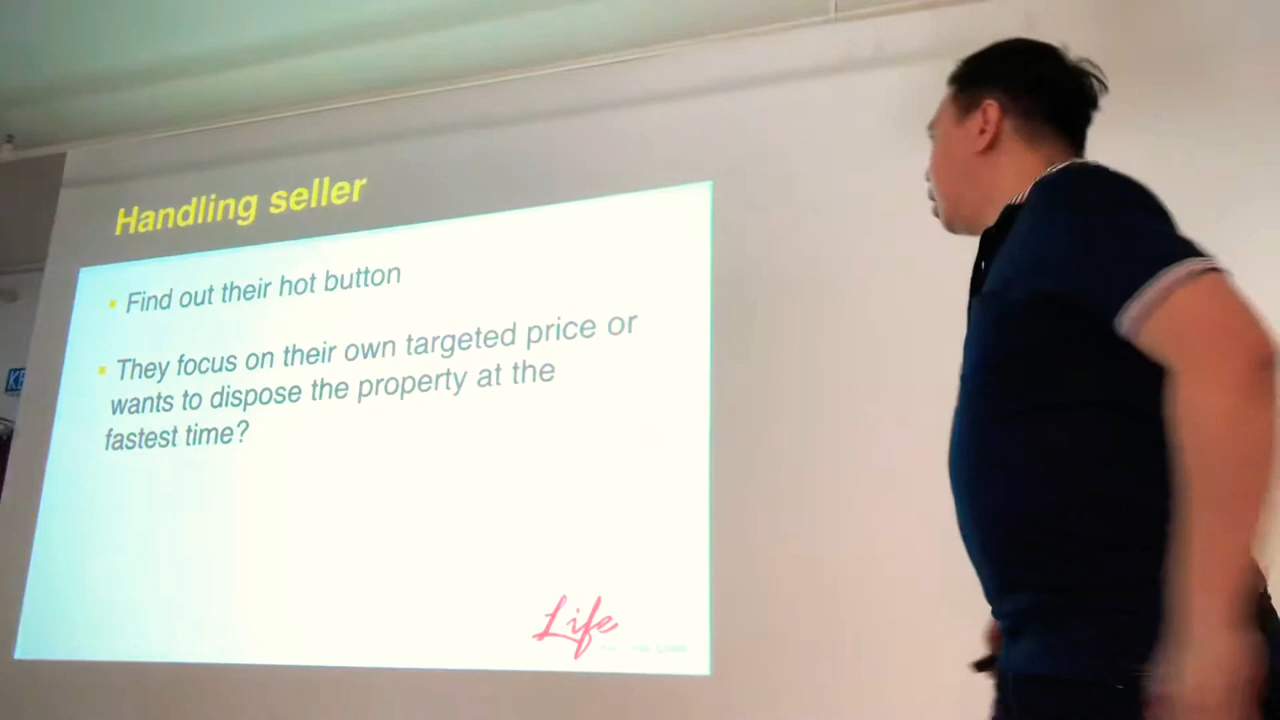 Handling seller
Find out their hot button
They focus on their own targeted price or
wants to dispose the property at the
fastest time?
Life